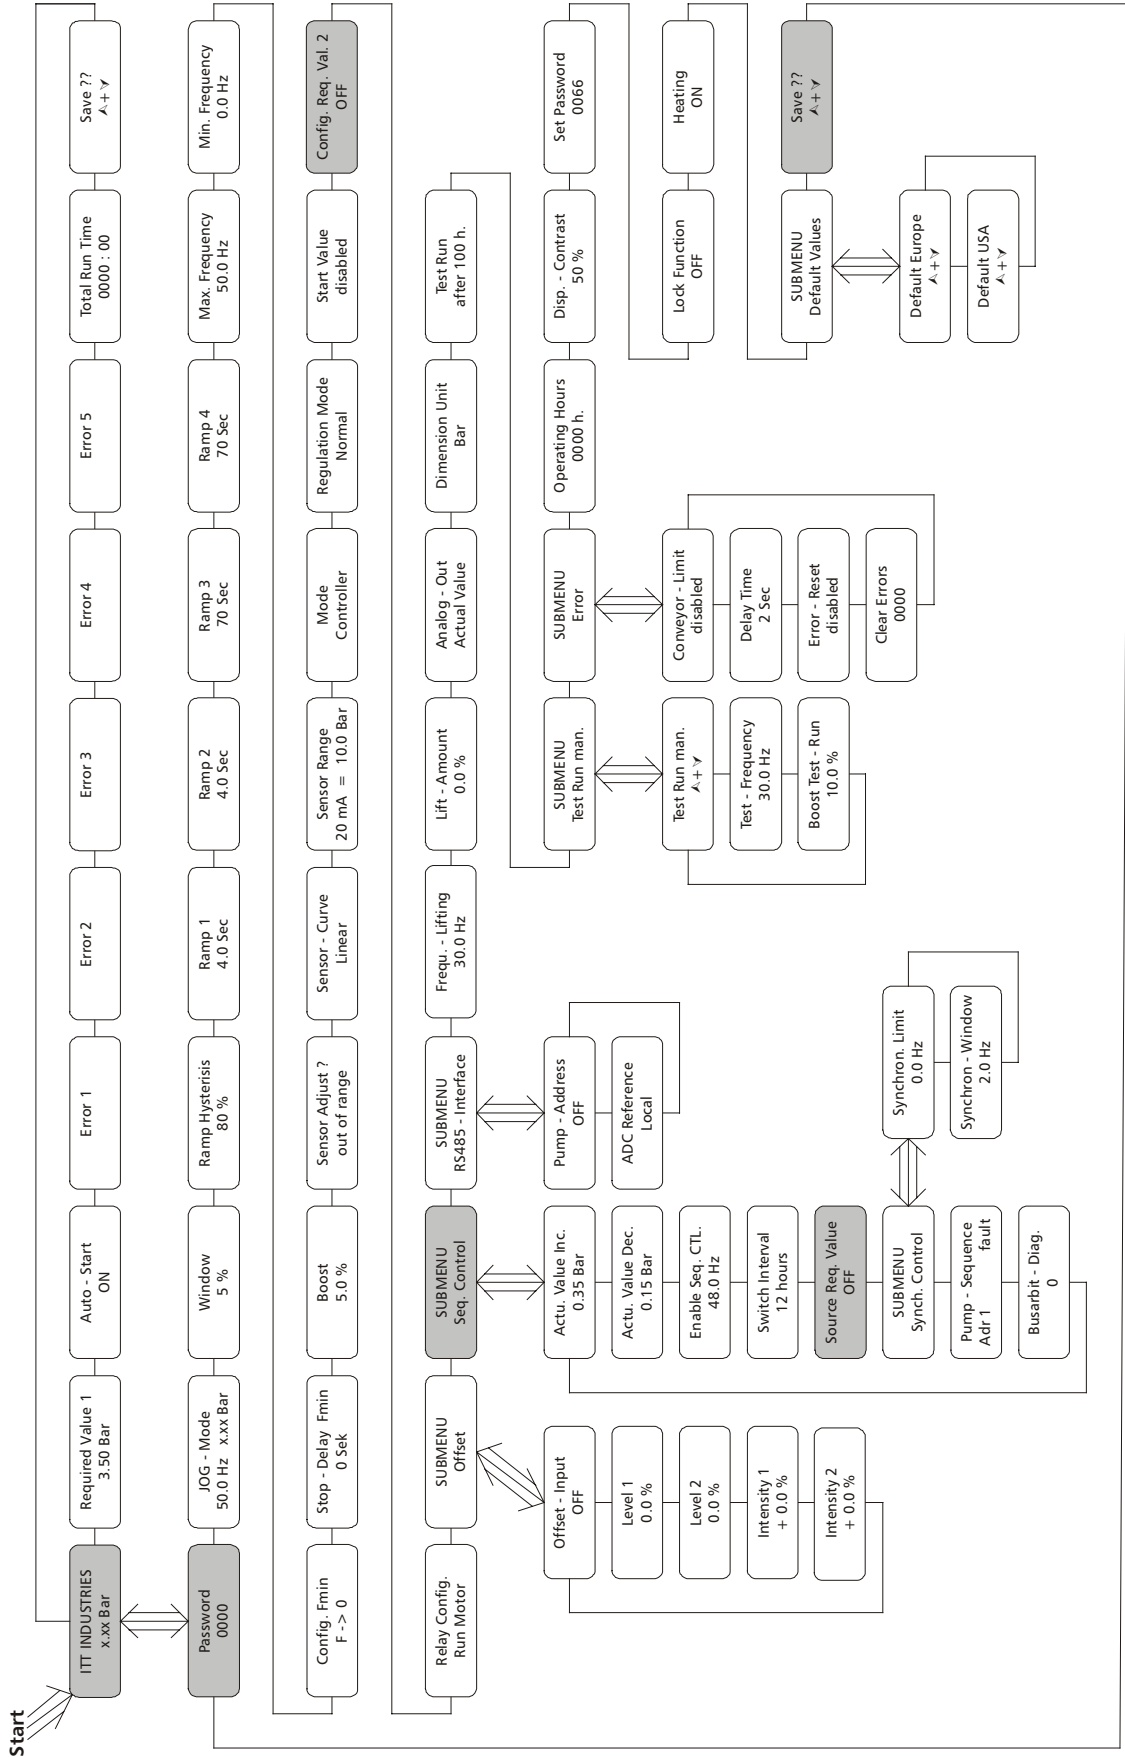 Start
ITT INDUSTRIES
x.xx Bar
Required Value 1
3.50 Bar
Auto - Start
ON
Error 1
Error 2
Error 3
Error 4
Error 5
Total Run Time
0000 : 00
Save ??
⮝+⮟
Password
0000
JOG - Mode
50.0 Hz x.xx Bar
Window
5 %
Ramp Hysterisis
80 %
Ramp 1
4.0 Sec
Ramp 2
4.0 Sec
Ramp 3
70 Sec
Ramp 4
70 Sec
Max. Frequency
50.0 Hz
Min. Frequency
0.0 Hz
Config. Fmin
F -> 0
Stop - Delay Fmin
0 Sek
Boost
5.0 %
Sensor Adjust ?
out of range
Sensor - Curve
Linear
Sensor Range
20 mA = 10.0 Bar
Mode
Controller
Regulation Mode
Normal
Start Value
disabled
Config. Req. Val. 2
OFF
Relay Config.
Run Motor
SUBMENU
Offset
SUBMENU
Seq. Control
SUBMENU
RS485 - Interface
Frequ. - Lifting
30.0 Hz
Lift - Amount
0.0 %
Analog - Out
Actual Value
Dimension Unit
Bar
Test Run
after 100 h.
Offset - Input
OFF
Level 1
0.0 %
Level 2
0.0 %
Intensity 1
+ 0.0 %
Intensity 2
+ 0.0 %
Actu. Value Inc.
0.35 Bar
Actu. Value Dec.
0.15 Bar
Enable Seq. CTL.
48.0 Hz
Switch Interval
12 hours
Source Req. Value
OFF
SUBMENU
Synch. Control
Pump - Sequence
Adr 1 fault
Busarbit - Diag.
0
Synchron. Limit
0.0 Hz
Synchron - Window
2.0 Hz
Pump - Address
OFF
ADC Reference
Local
SUBMENU
Test Run man.
SUBMENU
Error
Operating Hours
0000 h.
Disp. - Contrast
50 %
Set Password
0066
Test Run man.
⮝+⮟
Test - Frequency
30.0 Hz
Boost Test - Run
10.0 %
Conveyor - Limit
disabled
Delay Time
2 Sec
Error - Reset
disabled
Clear Errors
0000
Lock Function
OFF
Heating
ON
SUBMENU
Default Values
Save ??
⮝+⮟
Default Europe
⮝+⮟
Default USA
⮝+⮟